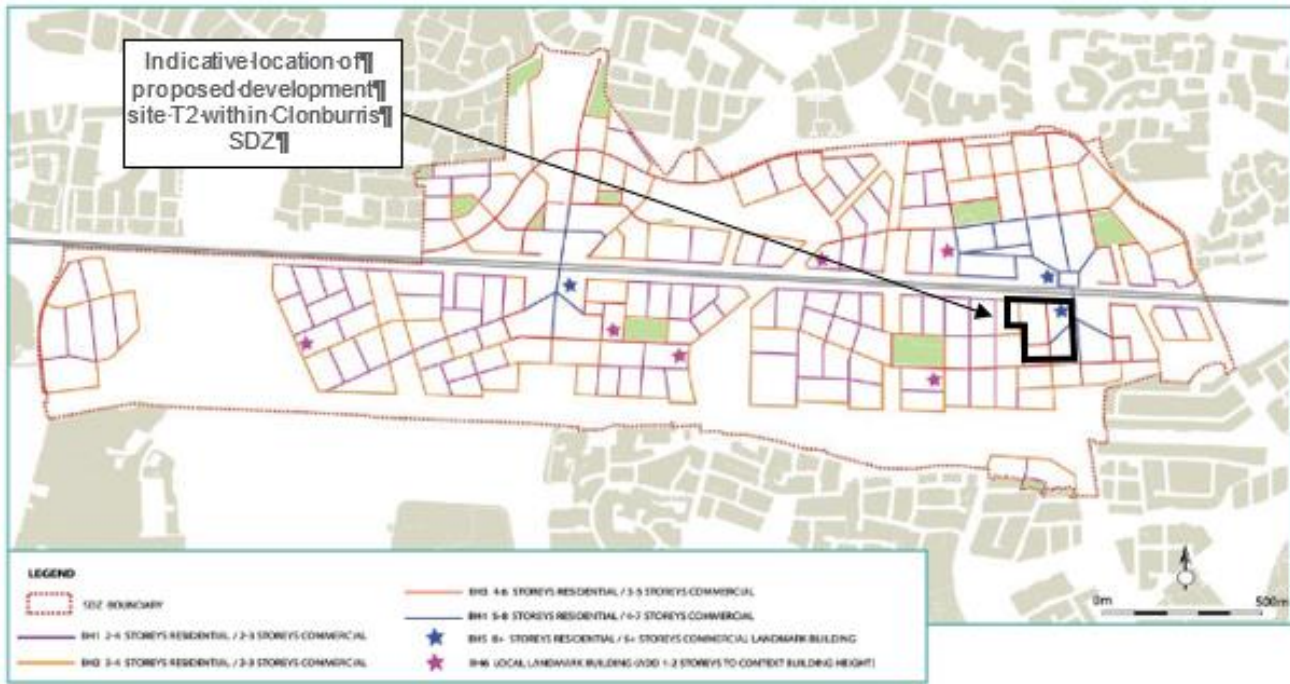 Indicative·location·of¶
proposed·development¶
site·T2·within·Clonburris¶
SDZ¶
LEGEND
SDZ BOUNDARY
BH1 2-4 STOREYS RESIDENTIAL / 2-3 STOREYS COMMERCIAL
BH2 3-4 STOREYS RESIDENTIAL / 2-3 STOREYS COMMERCIAL
BH3 4-6 STOREYS RESIDENTIAL / 3-5 STOREYS COMMERCIAL
BH4 5-8 STOREYS RESIDENTIAL / 4-7 STOREYS COMMERCIAL
BH5 8+ STOREYS RESIDENTIAL / STOREYS COMMERCIAL LANDMARK BUILDING
BH6 LOCAL LANDMARK BUILDING (ADD 1-2 STOREYS TO CONTEXT BUILDING HEIGHT)
0m 500m